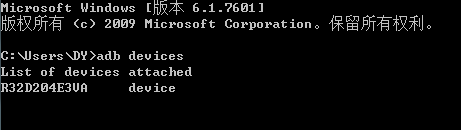 Microsoft Windows [版本 6.1.7601]
版权所有 (c) 2009 Microsoft Corporation。保留所有权利。
C:\Users\DY>adb devices
List of devices attached
R32D204E3VA device